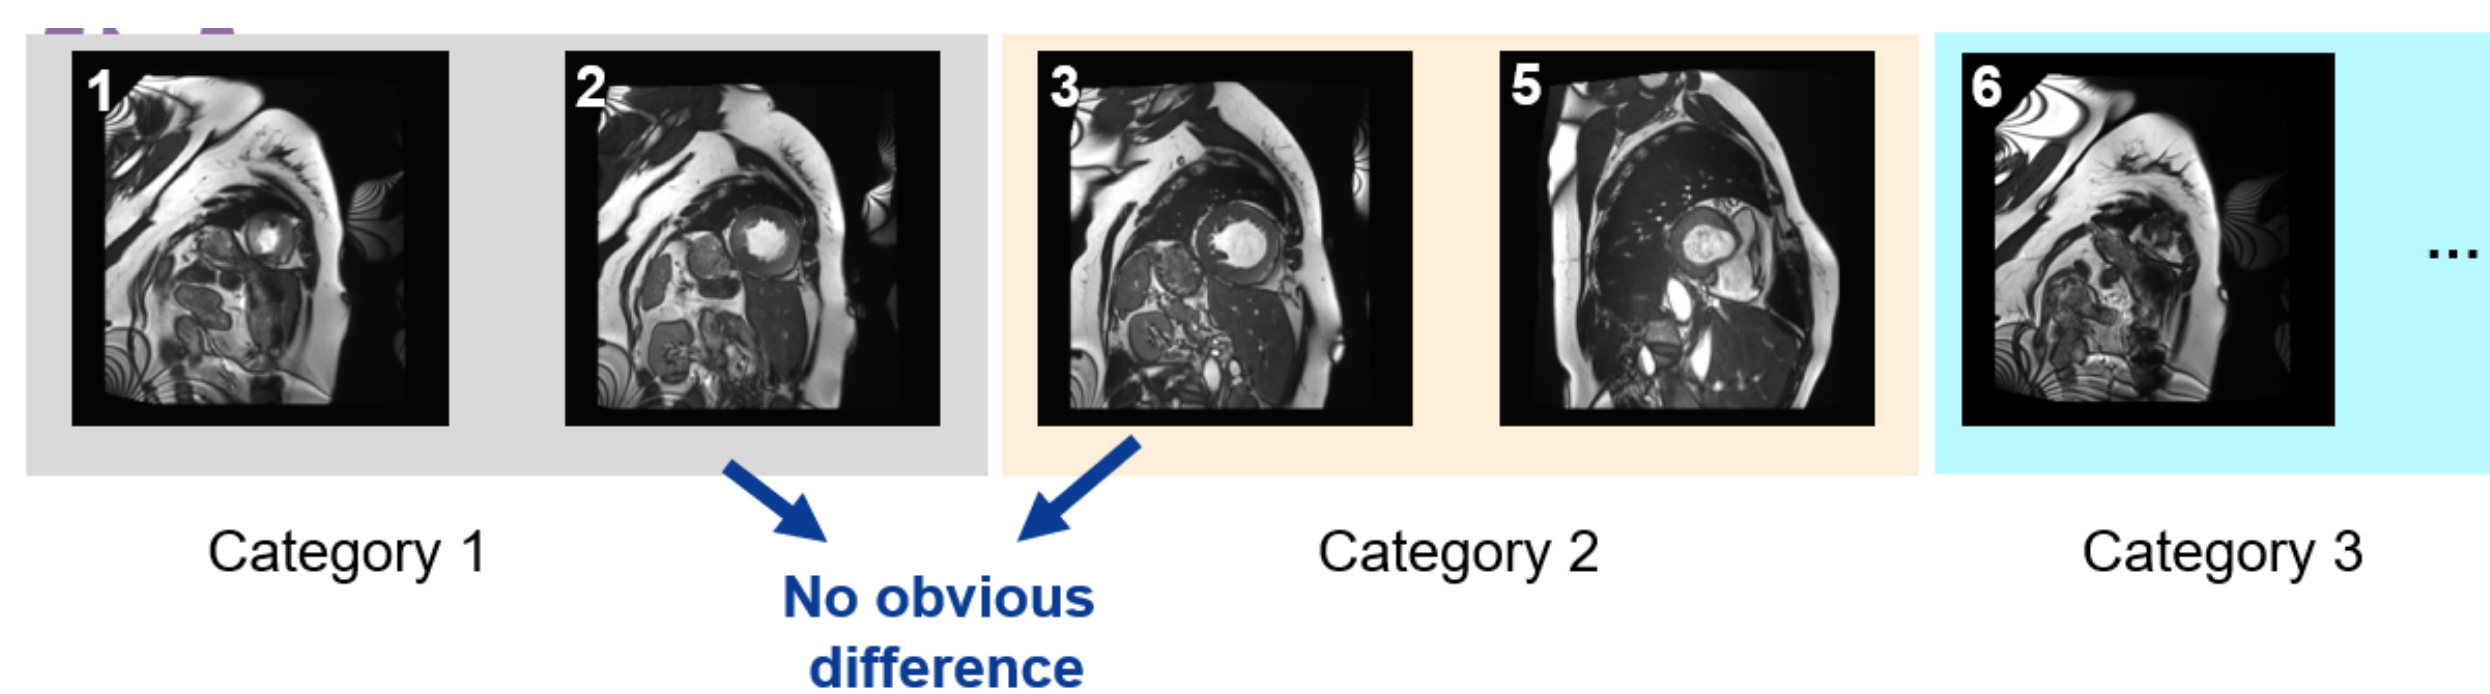 1
2
3
5
6
...
Category 1
Category 2
Category 3
No obvious
difference